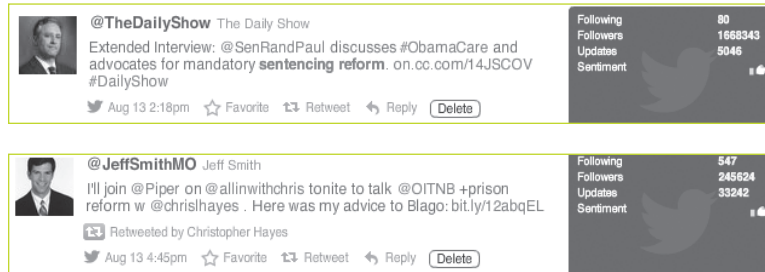 @TheDailyShow The Daily Show
Extended Interview: @SenRandPaul discusses #ObamaCare and
advocates for mandatory sentencing reform. on.cc.com/14JSCOV
#DailyShow
Aug 13 2:18pm Favorite Retweet Reply Delete
Following 80
Followers 1668343
Updates 5046
Sentiment
@JeffSmithMO Jeff Smith
I'll join @Piper on @allinwithchris tonite to talk @OITNB +prison
reform w @chrislhayes . Here was my advice to Blago: bit.ly/12abqEL
Retweeted by Christopher Hayes
Aug 13 4:45pm Favorite Retweet Reply Delete
Following 547
Followers 245624
Updates 33242
Sentiment